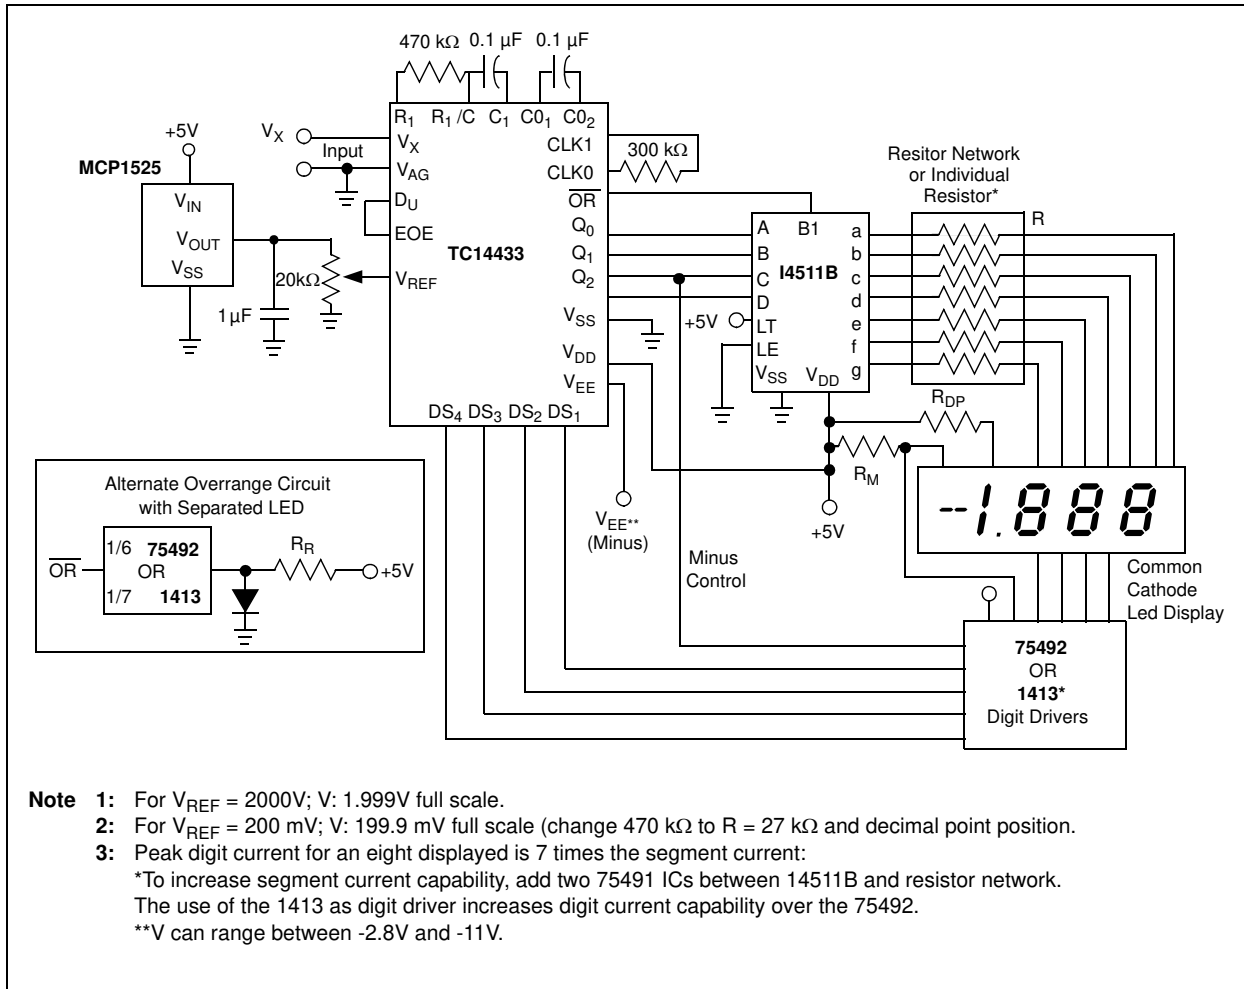 470 kΩ 0.1 µF 0.1 µF
R1 R1 /C C1 C01 C02
VX
VX
Input
VAG
DU
EOE
VREF
TC14433
CLK1
CLK0
300 kΩ
OR
Q0
Q1
Q2
VSS
VDD
VEE
DS4 DS3 DS2 DS1
+5V
MCP1525
VIN
VOUT
VSS
20kΩ
1 µF
Resitor Network
or Individual
Resistor*
R
A B1 a
B b
C I4511B c
D d
+5V LT e
LE f
VSS VDD g
RDP
RM
+5V
VEE**
(Minus)
Minus
Control
--1.888
Common
Cathode
Led Display
75492
OR
1413*
Digit Drivers
Alternate Overrange Circuit
with Separated LED
OR
1/6 75492
OR
1/7 1413
RR
+5V
Note 1: For VREF = 2000V; V: 1.999V full scale.
2: For VREF = 200 mV; V: 199.9 mV full scale (change 470 kΩ to R = 27 kΩ and decimal point position.
3: Peak digit current for an eight displayed is 7 times the segment current:
*To increase segment current capability, add two 75491 ICs between 14511B and resistor network.
The use of the 1413 as digit driver increases digit current capability over the 75492.
**V can range between -2.8V and -11V.